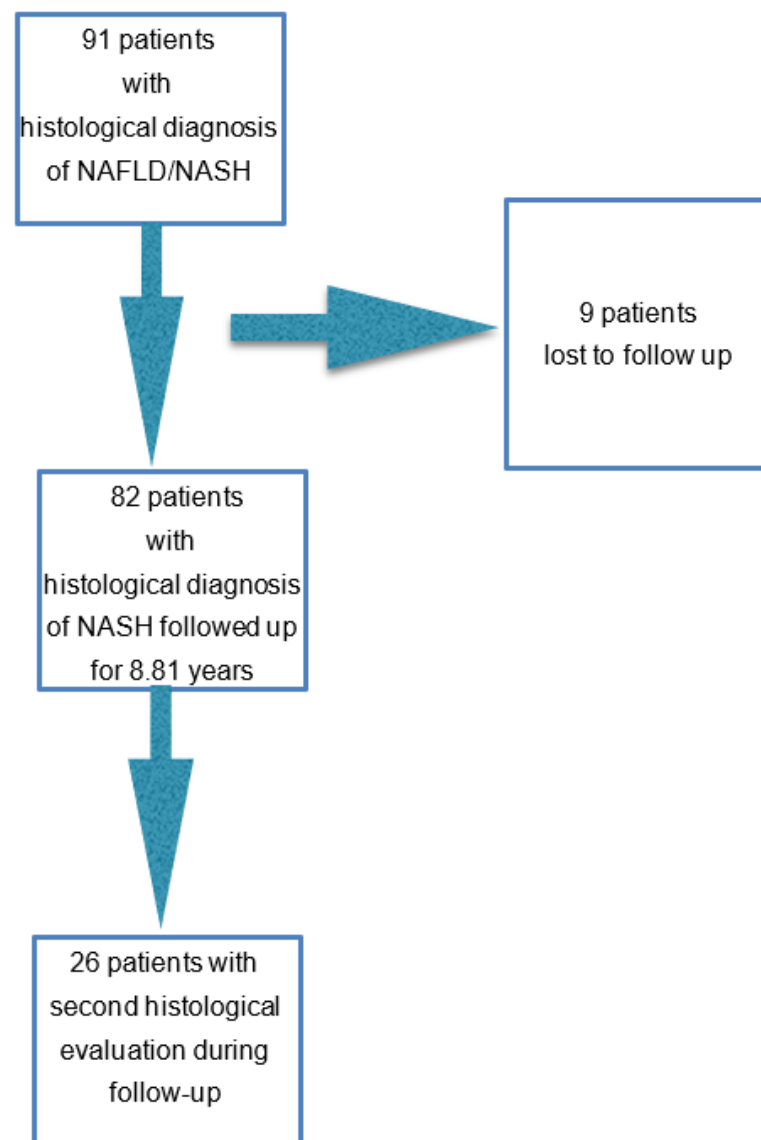 91 patients
with
histological diagnosis
of NAFLD/NASH
9 patients
lost to follow up
82 patients
with
histological diagnosis
of NASH followed up
for 8.81 years
26 patients with
second histological
evaluation during
follow-up